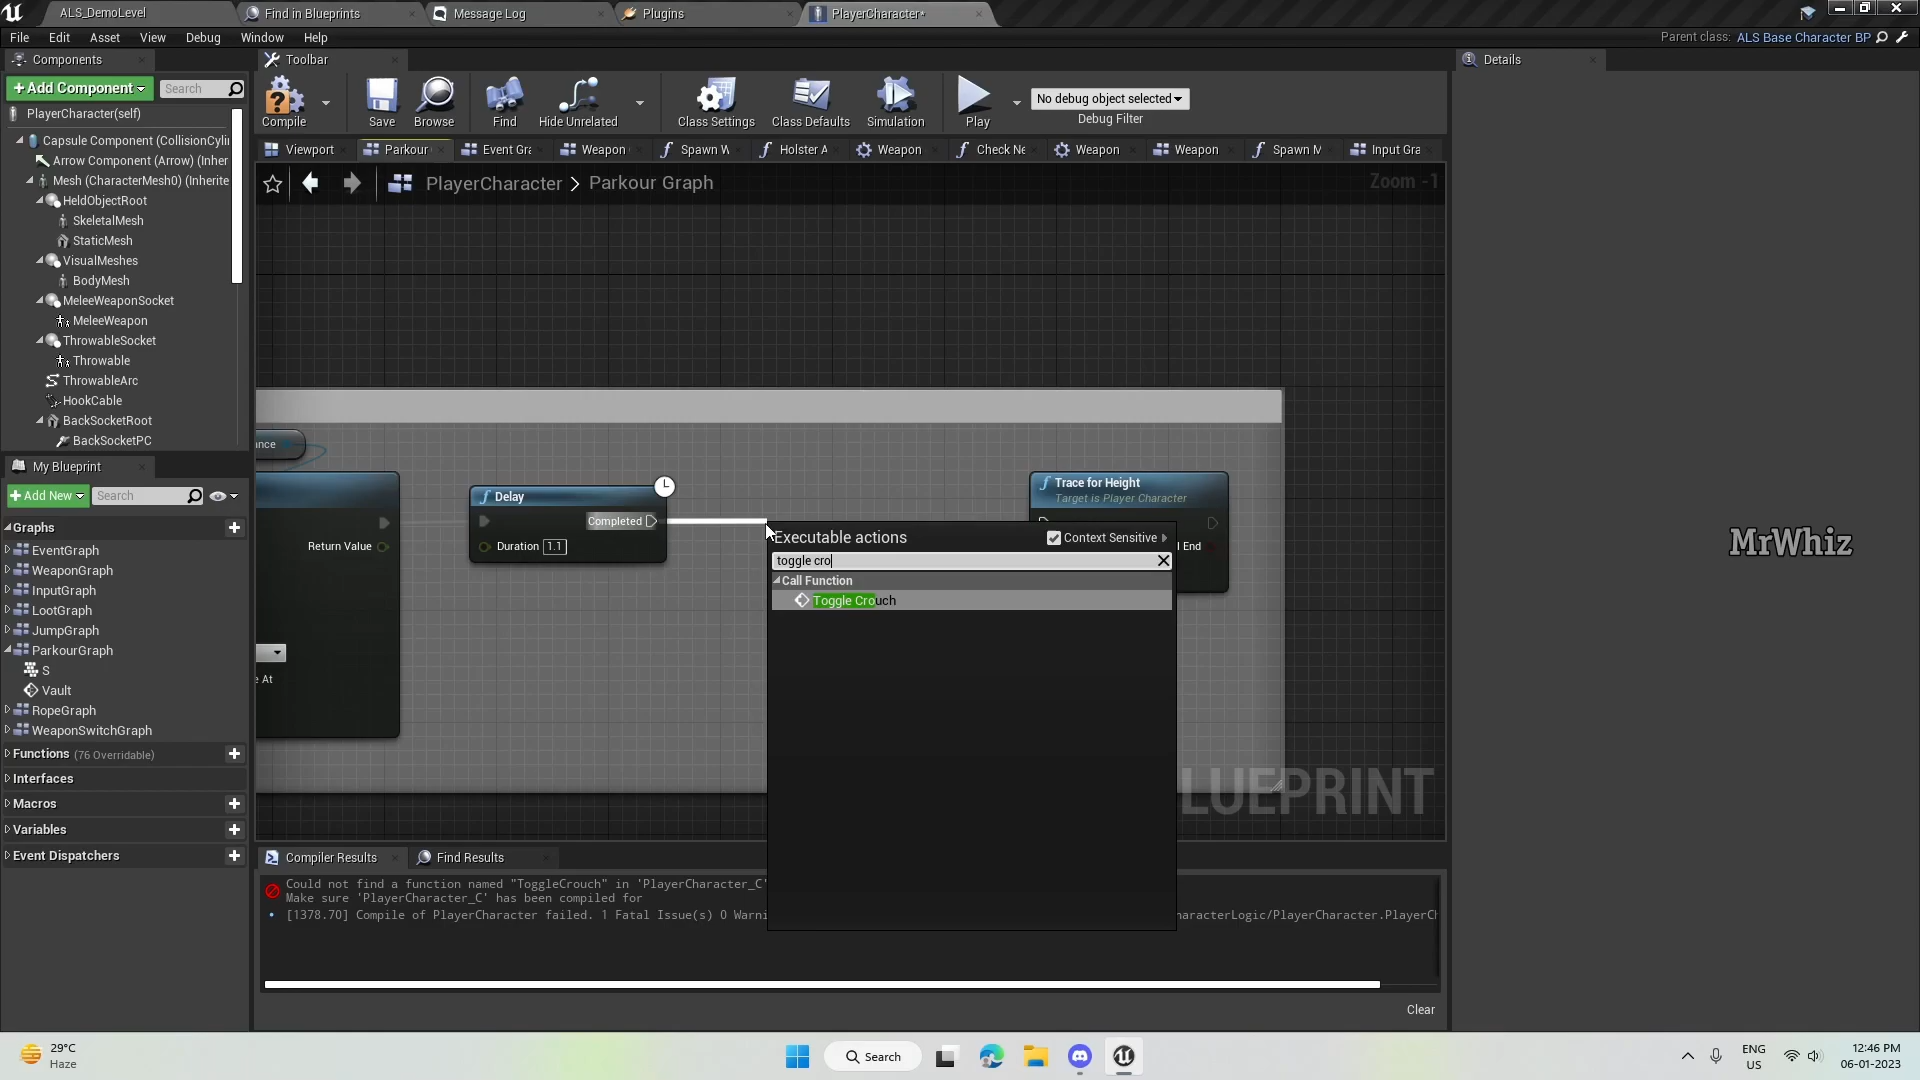 ALS_DemoLevel
Find in Blueprints
Message Log
Plugins
PlayerCharacter*
File Edit Asset View Debug Window Help
Parent class: ALS Base Character BP
Components
Toolbar
Details
+ Add Component
Search
PlayerCharacter(self)
Capsule Component (CollisionCyli
Arrow Component (Arrow) (Inher
Mesh (CharacterMesh0) (Inherite
HeldObjectRoot
SkeletalMesh
StaticMesh
VisualMeshes
BodyMesh
MeleeWeaponSocket
MeleeWeapon
ThrowableSocket
Throwable
ThrowableArc
HookCable
BackSocketRoot
BackSocketPC
Compile
Save
Browse
Find
Hide Unrelated
Class Settings
Class Defaults
Simulation
Play
No debug object selected
Debug Filter
Viewport
Parkour
Event Gra
Weapon
Spawn W
Holster A
Weapon
Check Ne
Weapon
Weapon
Spawn M
Input Gra
PlayerCharacter > Parkour Graph
Zoom -1
My Blueprint
+ Add New
Search
Graphs
EventGraph
WeaponGraph
InputGraph
LootGraph
JumpGraph
ParkourGraph
S
Vault
RopeGraph
WeaponSwitchGraph
Functions (76 Overridable)
Interfaces
Macros
Variables
Event Dispatchers
ance
Return Value
e At
Delay
Completed
Duration 1.1
Trace for Height
Target is Player Character
End
Executable actions
Context Sensitive
toggle cro
Call Function
Toggle Crouch
LUEPRINT
MrWhiz
Compiler Results
Find Results
Could not find a function named "ToggleCrouch" in 'PlayerCharacter_C'
Make sure 'PlayerCharacter_C' has been compiled for
[1378.70] Compile of PlayerCharacter failed. 1 Fatal Issue(s) 0 Warni
haracterLogic/PlayerCharacter.PlayerCh
Clear
29°C
Haze
Search
ENG
US
12:46 PM
06-01-2023